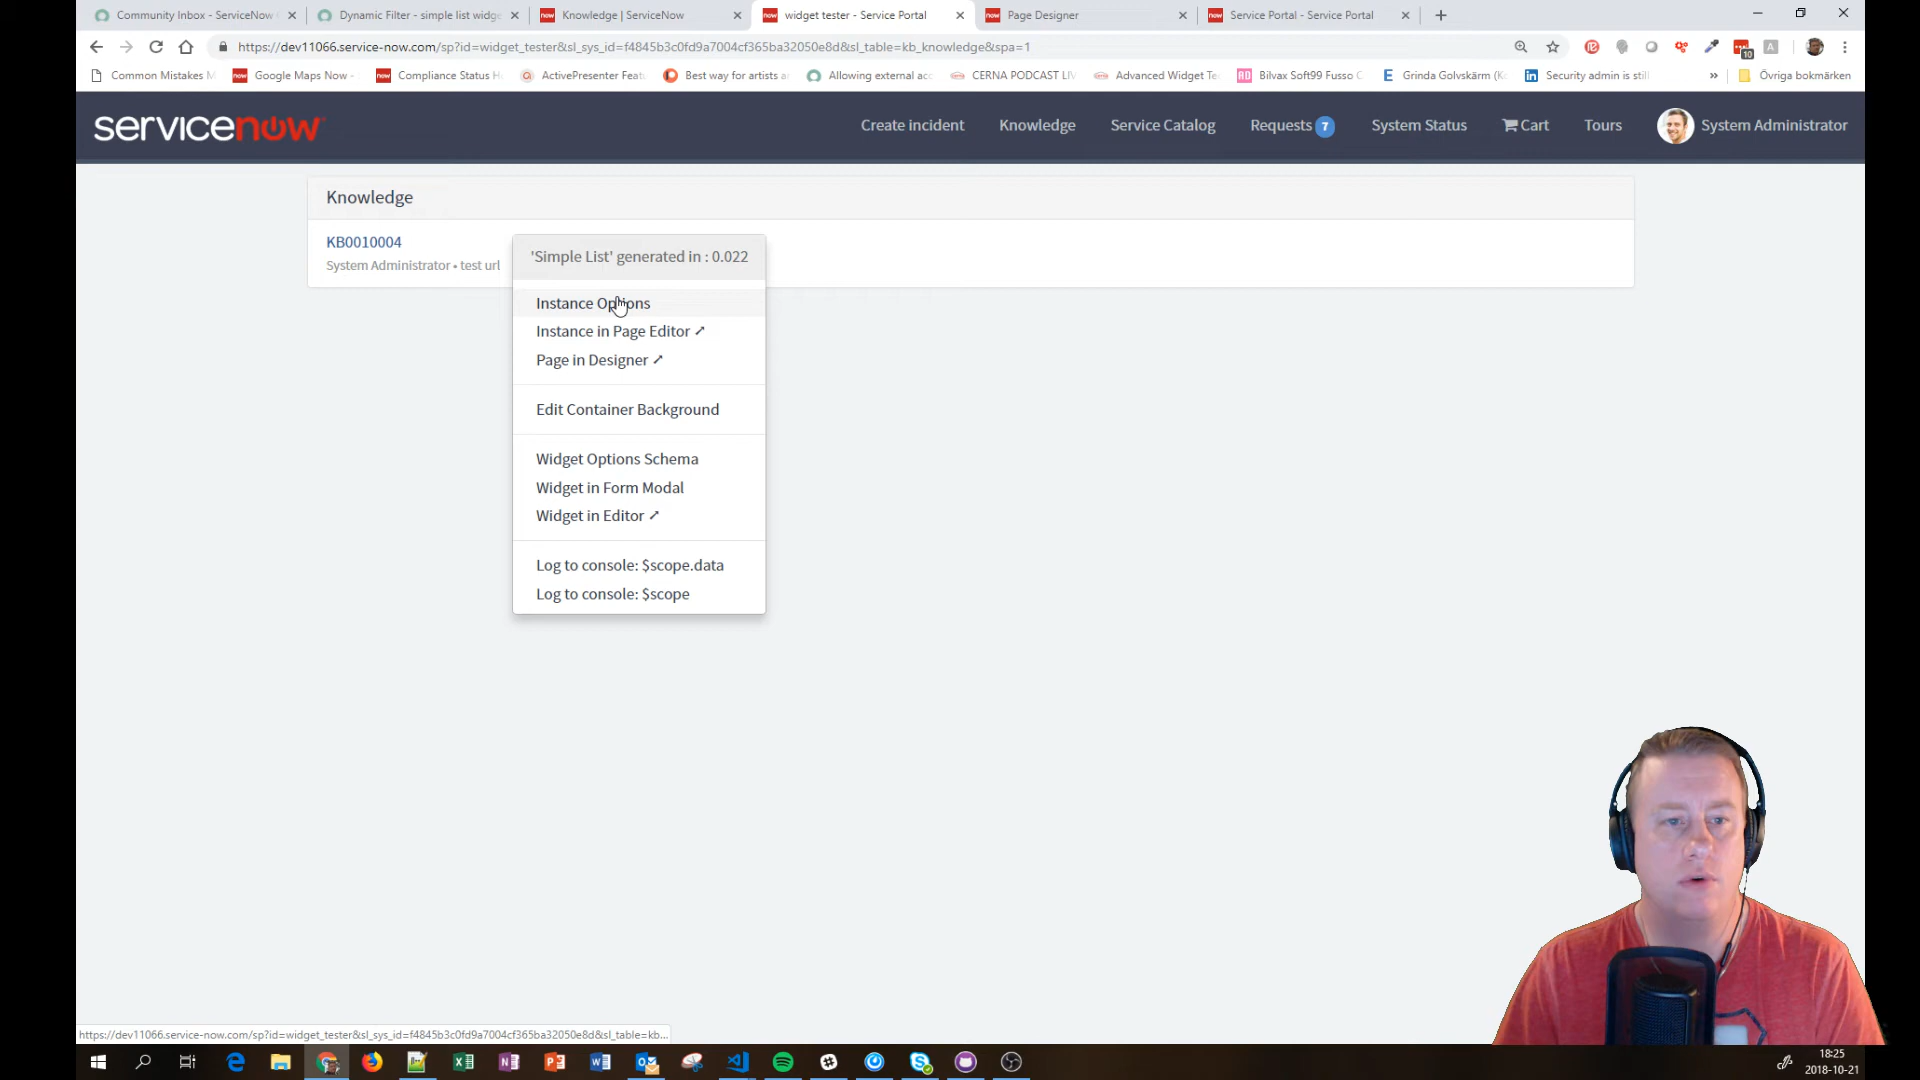 Community Inbox - ServiceNow
Dynamic Filter - simple list widg
Knowledge | ServiceNow
widget tester - Service Portal
Page Designer
Service Portal - Service Portal
https://dev11066.service-now.com/sp?id=widget_tester&sl_sys_id=f4845b3c0fd9a7004cf365ba32050e8d&sl_table=kb_knowledge&spa=1
10
Common Mistakes
Google Maps Now -
Compliance Status
ActivePresenter Feat
Best way for artists
Allowing external
CERNA PODCAST
Advanced Widget
Bilvax Soft99 Fusso
Grinda Golvskärm
Security admin is still
Övriga bokmärken
servicenow
Create incident
Knowledge
Service Catalog
Requests 7
System Status
Cart
Tours
System Administrator
Knowledge
KB0010004
System Administrator • test url
'Simple List' generated in : 0.022
Instance Options
Instance in Page Editor
Page in Designer
Edit Container Background
Widget Options Schema
Widget in Form Modal
Widget in Editor
Log to console: $scope.data
Log to console: $scope
https://dev11066.service-now.com/sp?id=widget_tester&sl_sys_id=f4845b3c0fd9a7004cf365ba32050e8d&sl_table=kb...
18:25
2018-10-21